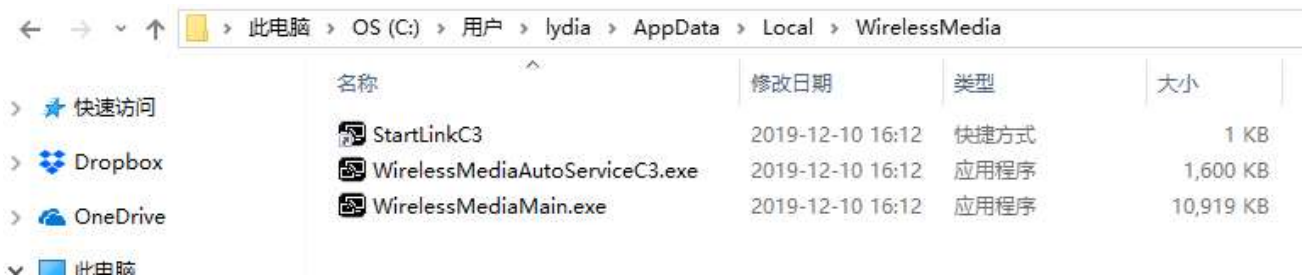 此电脑 > OS (C:) > 用户 > lydia > AppData > Local > WirelessMedia
名称 修改日期 类型 大小
快速访问
StartLinkC3 2019-12-10 16:12 快捷方式 1 KB
Dropbox
WirelessMediaAutoServiceC3.exe 2019-12-10 16:12 应用程序 1,600 KB
WirelessMediaMain.exe 2019-12-10 16:12 应用程序 10,919 KB
OneDrive
此电脑